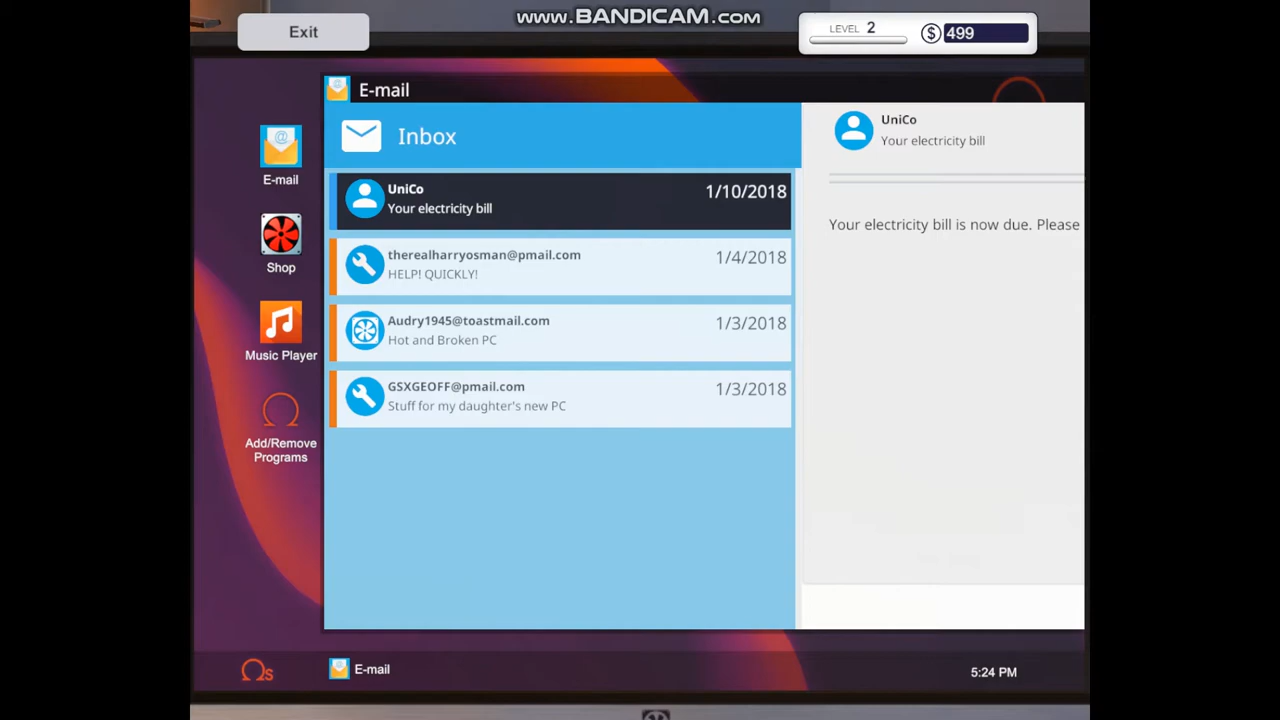 www.BANDICAM.com
Exit
LEVEL 2
$ 499
E-mail
Inbox
UniCo
Your electricity bill
1/10/2018
therealharryosman@pmail.com
HELP! QUICKLY!
1/4/2018
Audry1945@toastmail.com
Hot and Broken PC
1/3/2018
GSXGEOFF@pmail.com
Stuff for my daughter's new PC
1/3/2018
UniCo
Your electricity bill
Your electricity bill is now due. Please
E-mail
Shop
Music Player
Add/Remove
Programs
Ωs
E-mail
5:24 PM